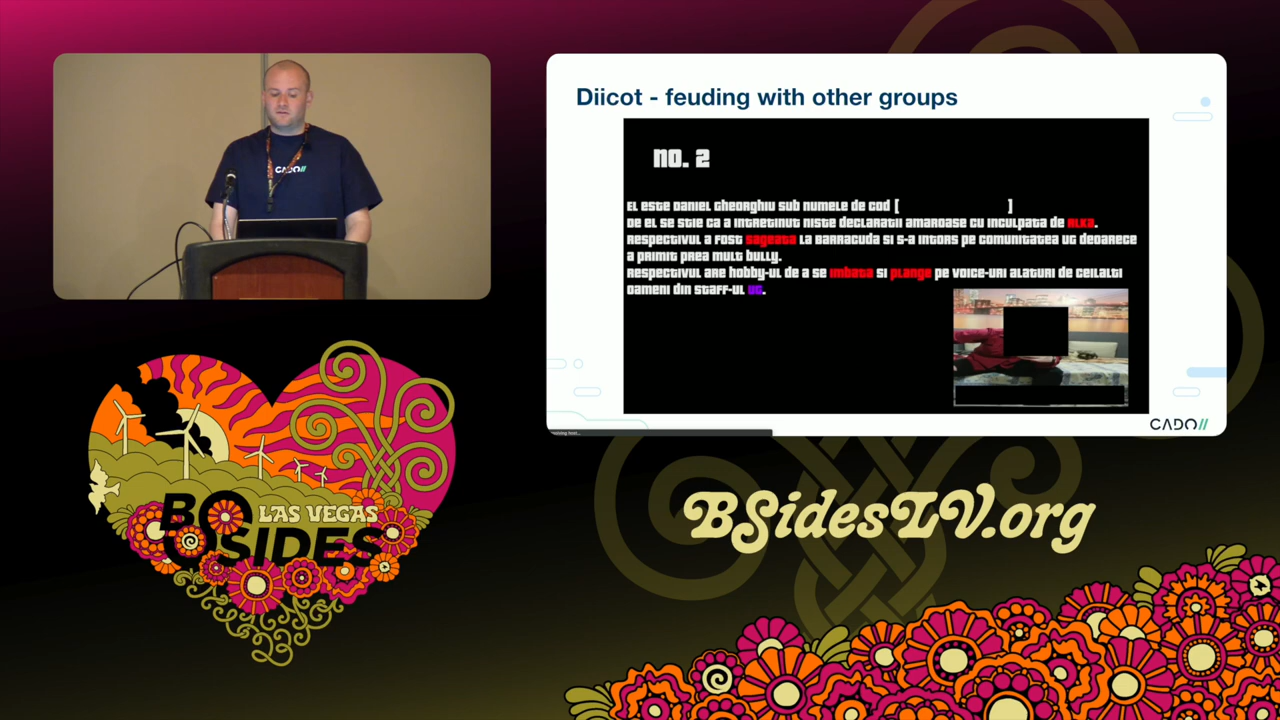 CADO//
Diicot - feuding with other groups
no. 2
El este Daniel Gheorghiu sub numele de cod [ ]
De el se stie ca a intretinut niste declaratii amaroase cu inculpata de ALK2.
Respectivul a fost sageata la Barracuda si s-a intors pe comunitatea UT deoarece
a primit prea mult bully.
Respectivul are hobby-ul de a se imbata si plange pe voice-uri alaturi de ceilalti
oameni din staff-ul UT.
CADO//
LAS VEGAS
BSIDES
BSidesLV.org